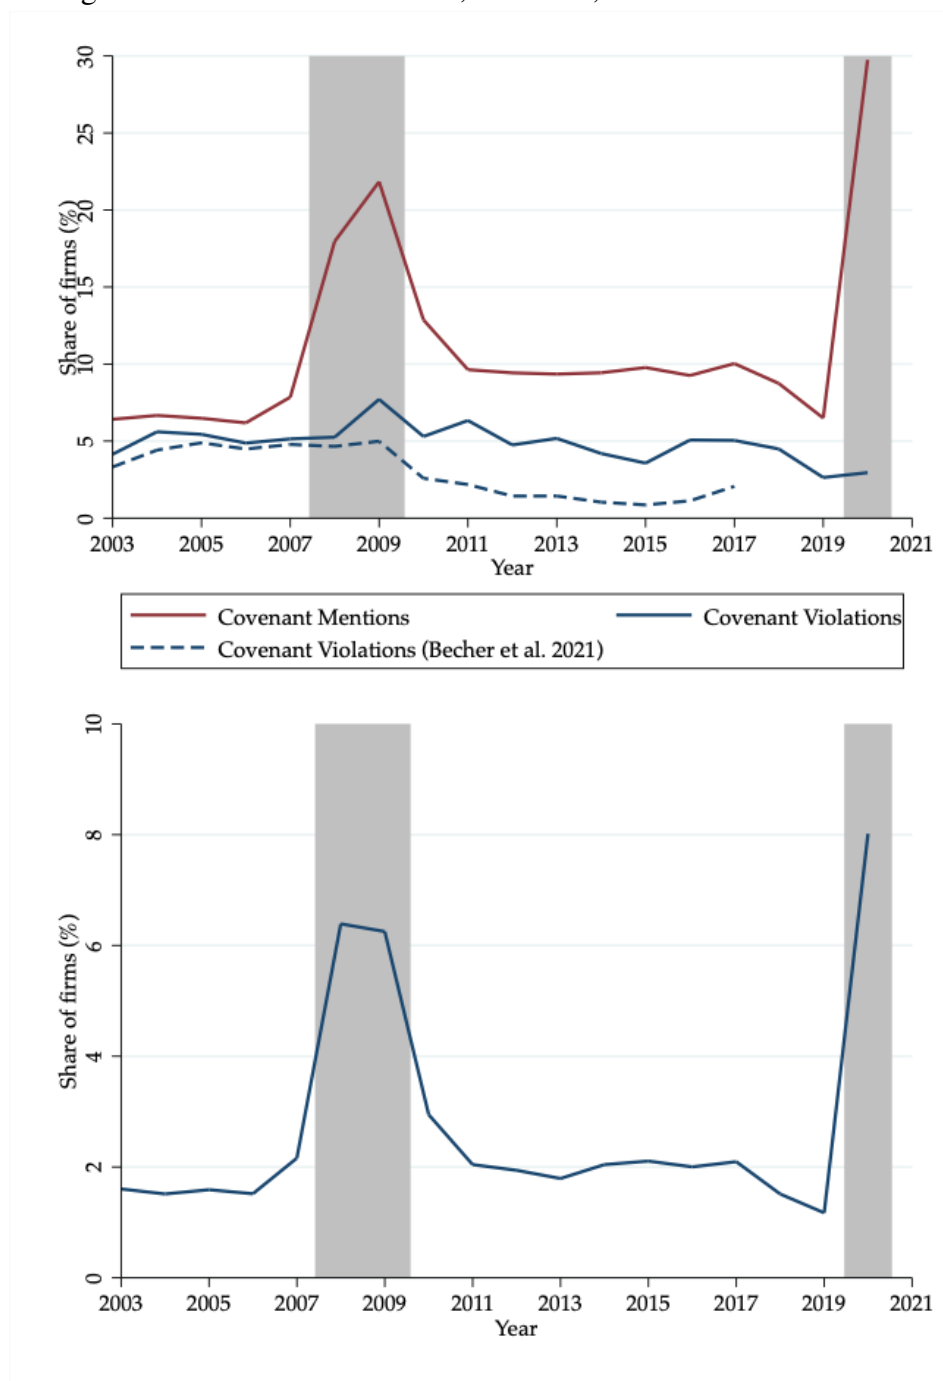 30
25
20
15
10
5
0
Share of firms (%)
2003 2005 2007 2009 2011 2013 2015 2017 2019 2021
Year
Covenant Mentions Covenant Violations
Covenant Violations (Becher et al. 2021)
10
8
6
4
2
0
Share of firms (%)
2003 2005 2007 2009 2011 2013 2015 2017 2019 2021
Year